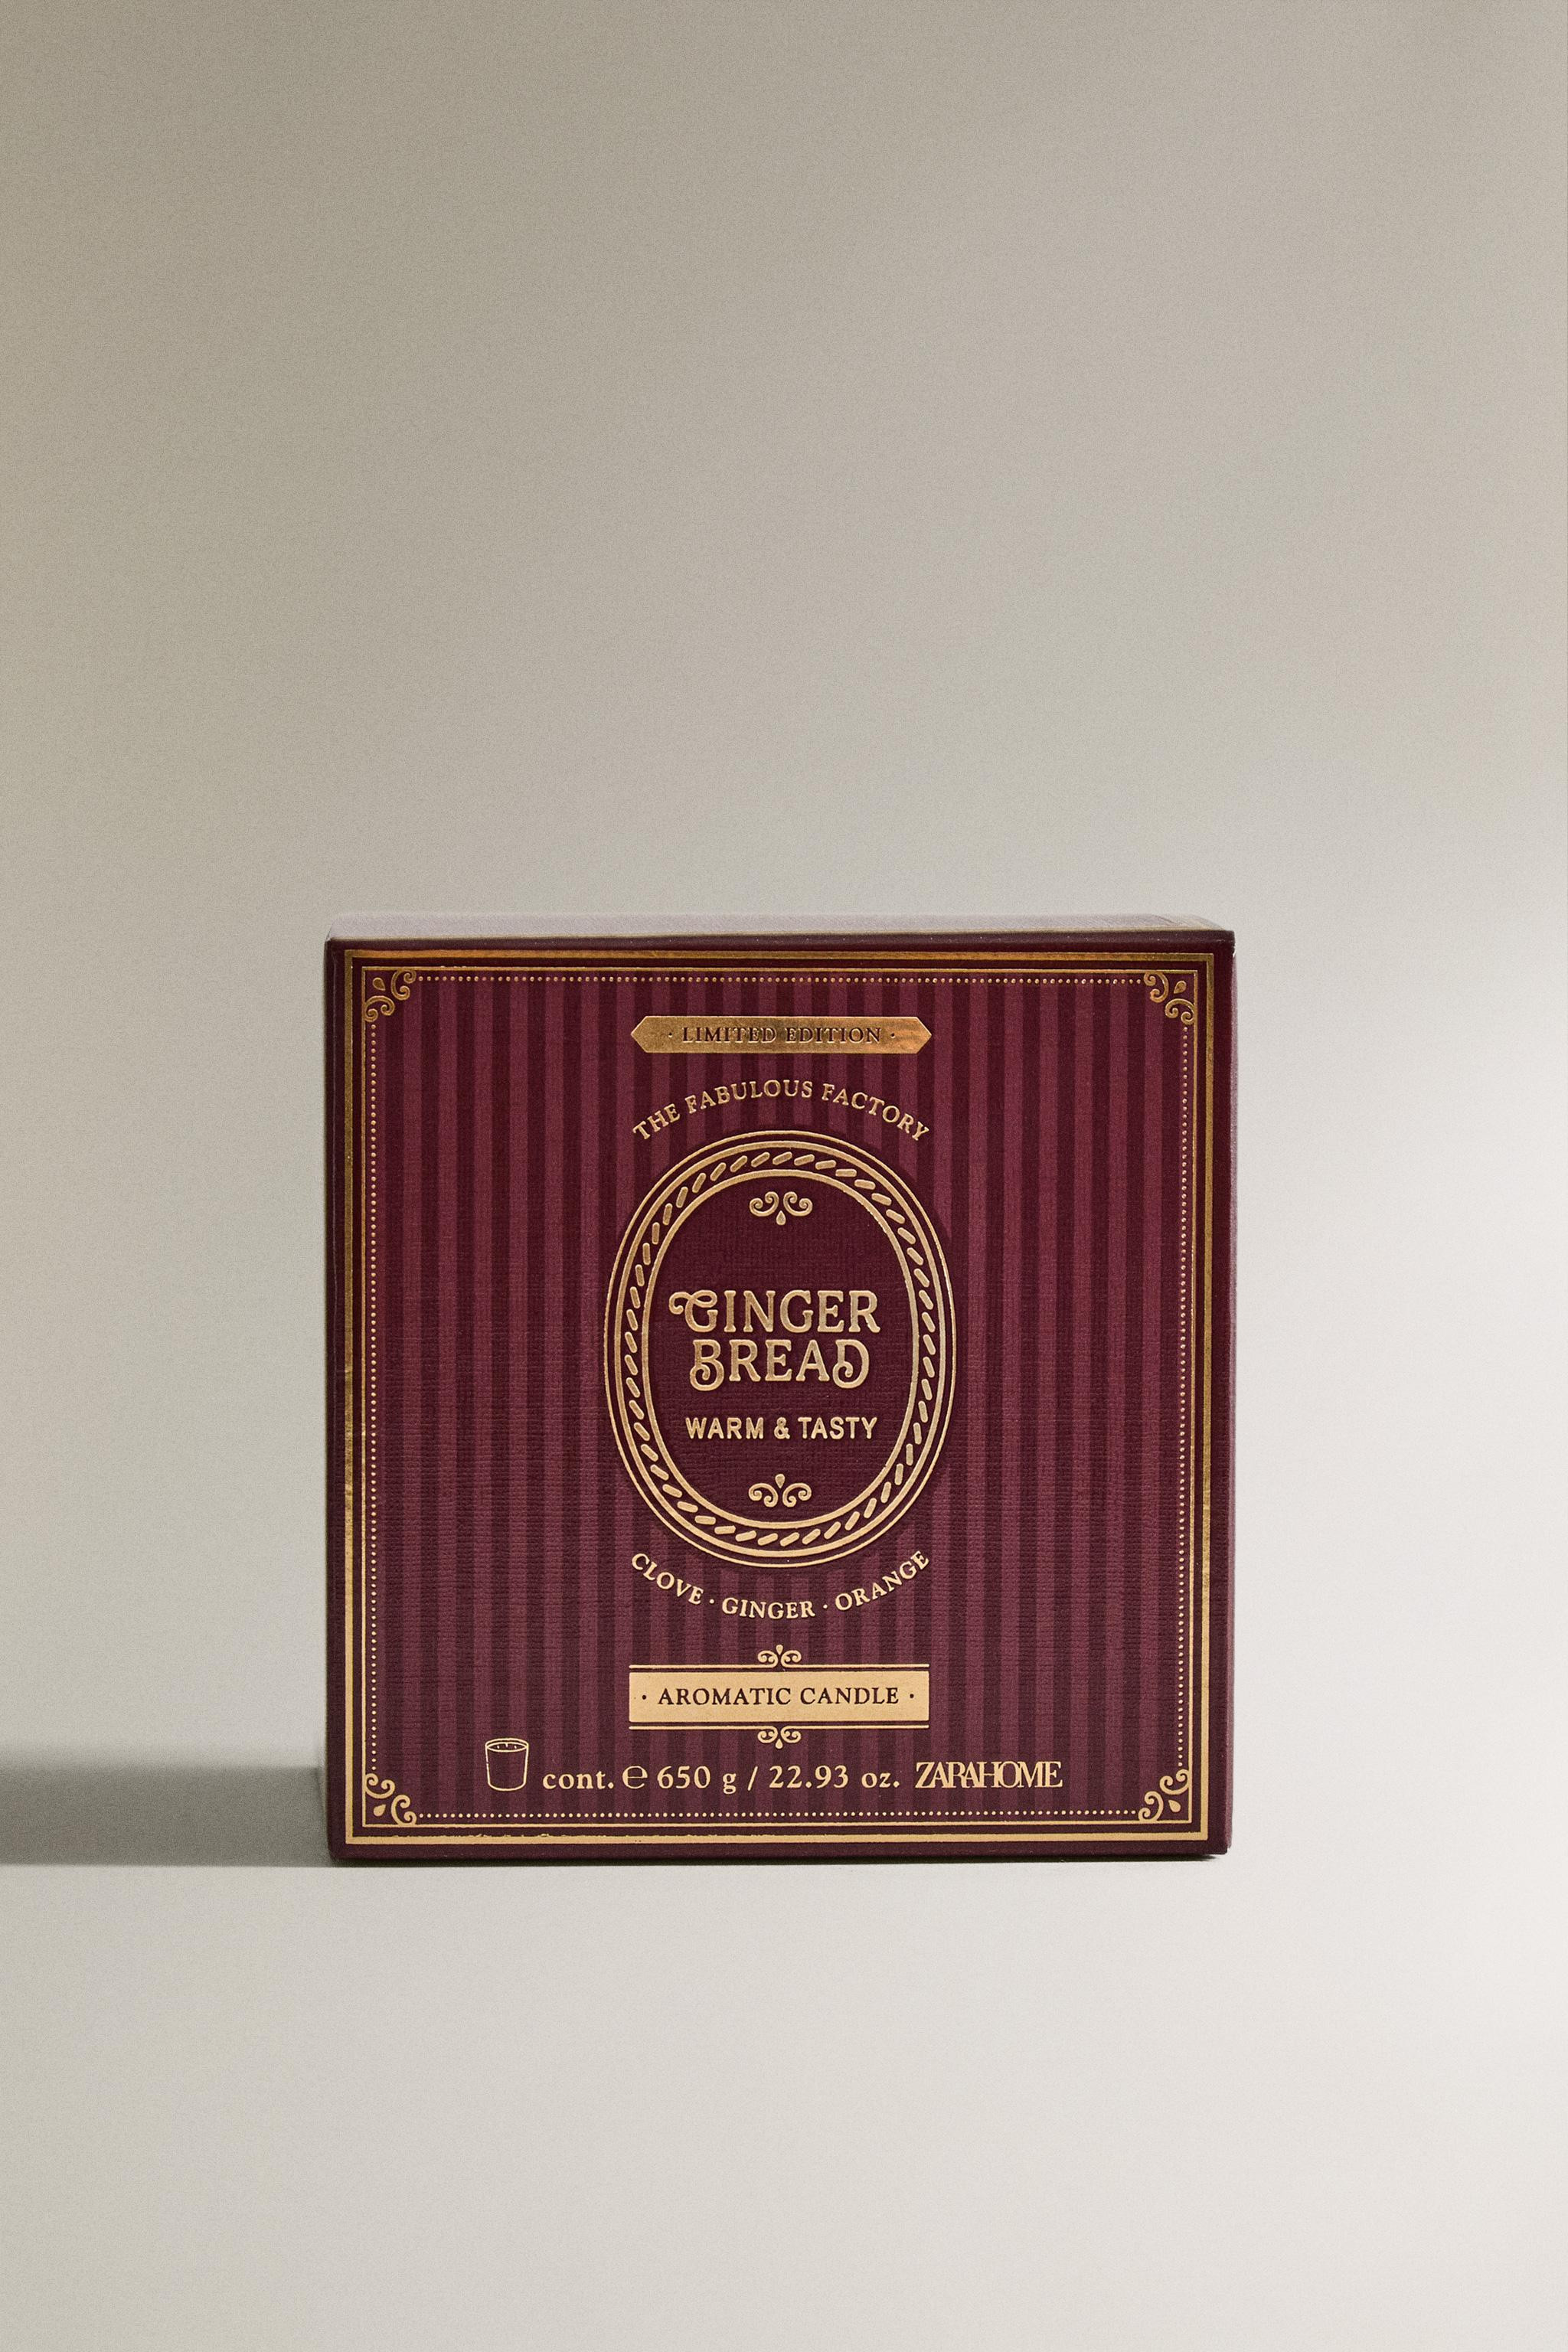 · LIMITED EDITION ·
THE FABULOUS FACTORY
GINGER
BREAD
WARM & TASTY
CLOVE · GINGER · ORANGE
· AROMATIC CANDLE ·
cont. ℮ 650 g / 22.93 oz. ZARAHOME